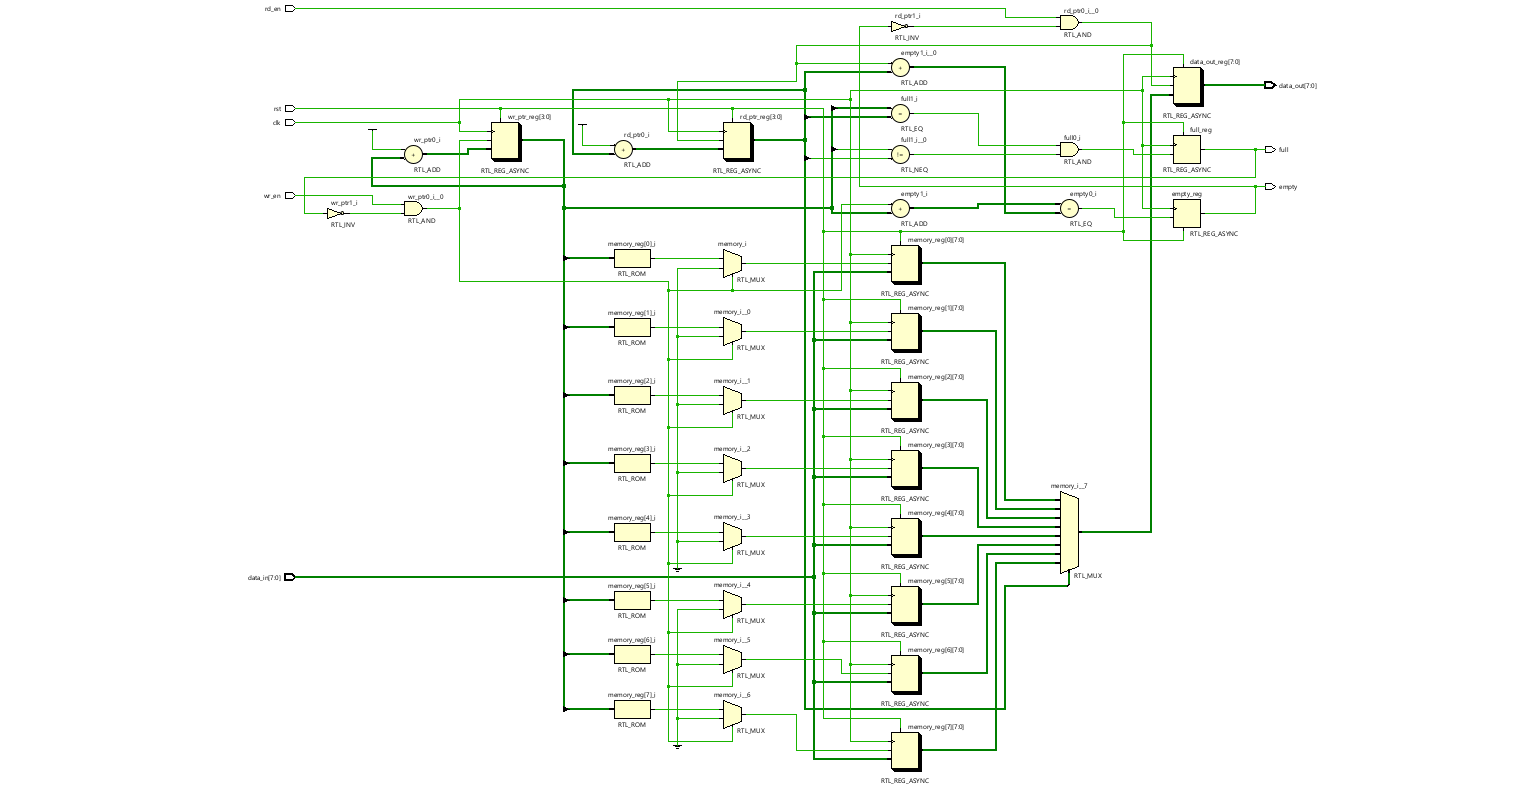 rd_en
rd_ptr1_i
RTL_INV
rd_ptr0_i__0
RTL_AND
empty1_i__0
RTL_ADD
data_out_reg[7:0]
RTL_REG_ASYNC
data_out[7:0]
rst
clk
wr_ptr_reg[3:0]
RTL_REG_ASYNC
wr_ptr0_i
RTL_ADD
rd_ptr0_i
RTL_ADD
rd_ptr_reg[3:0]
RTL_REG_ASYNC
full1_i
RTL_EQ
full1_i__0
RTL_NEQ
full0_i
RTL_AND
full_reg
RTL_REG_ASYNC
full
empty
wr_en
wr_ptr1_i
RTL_INV
wr_ptr0_i__0
RTL_AND
empty1_i
RTL_ADD
empty0_i
RTL_EQ
empty_reg
RTL_REG_ASYNC
memory_reg[0]_i
RTL_ROM
memory_i
RTL_MUX
memory_reg[0][7:0]
RTL_REG_ASYNC
memory_reg[1]_i
RTL_ROM
memory_i__0
RTL_MUX
memory_reg[1][7:0]
RTL_REG_ASYNC
memory_reg[2]_i
RTL_ROM
memory_i__1
RTL_MUX
memory_reg[2][7:0]
RTL_REG_ASYNC
memory_reg[3]_i
RTL_ROM
memory_i__2
RTL_MUX
memory_reg[3][7:0]
RTL_REG_ASYNC
memory_reg[4]_i
RTL_ROM
memory_i__3
RTL_MUX
memory_reg[4][7:0]
RTL_REG_ASYNC
memory_i__7
RTL_MUX
data_in[7:0]
memory_reg[5]_i
RTL_ROM
memory_i__4
RTL_MUX
memory_reg[5][7:0]
RTL_REG_ASYNC
memory_reg[6]_i
RTL_ROM
memory_i__5
RTL_MUX
memory_reg[6][7:0]
RTL_REG_ASYNC
memory_reg[7]_i
RTL_ROM
memory_i__6
RTL_MUX
memory_reg[7][7:0]
RTL_REG_ASYNC